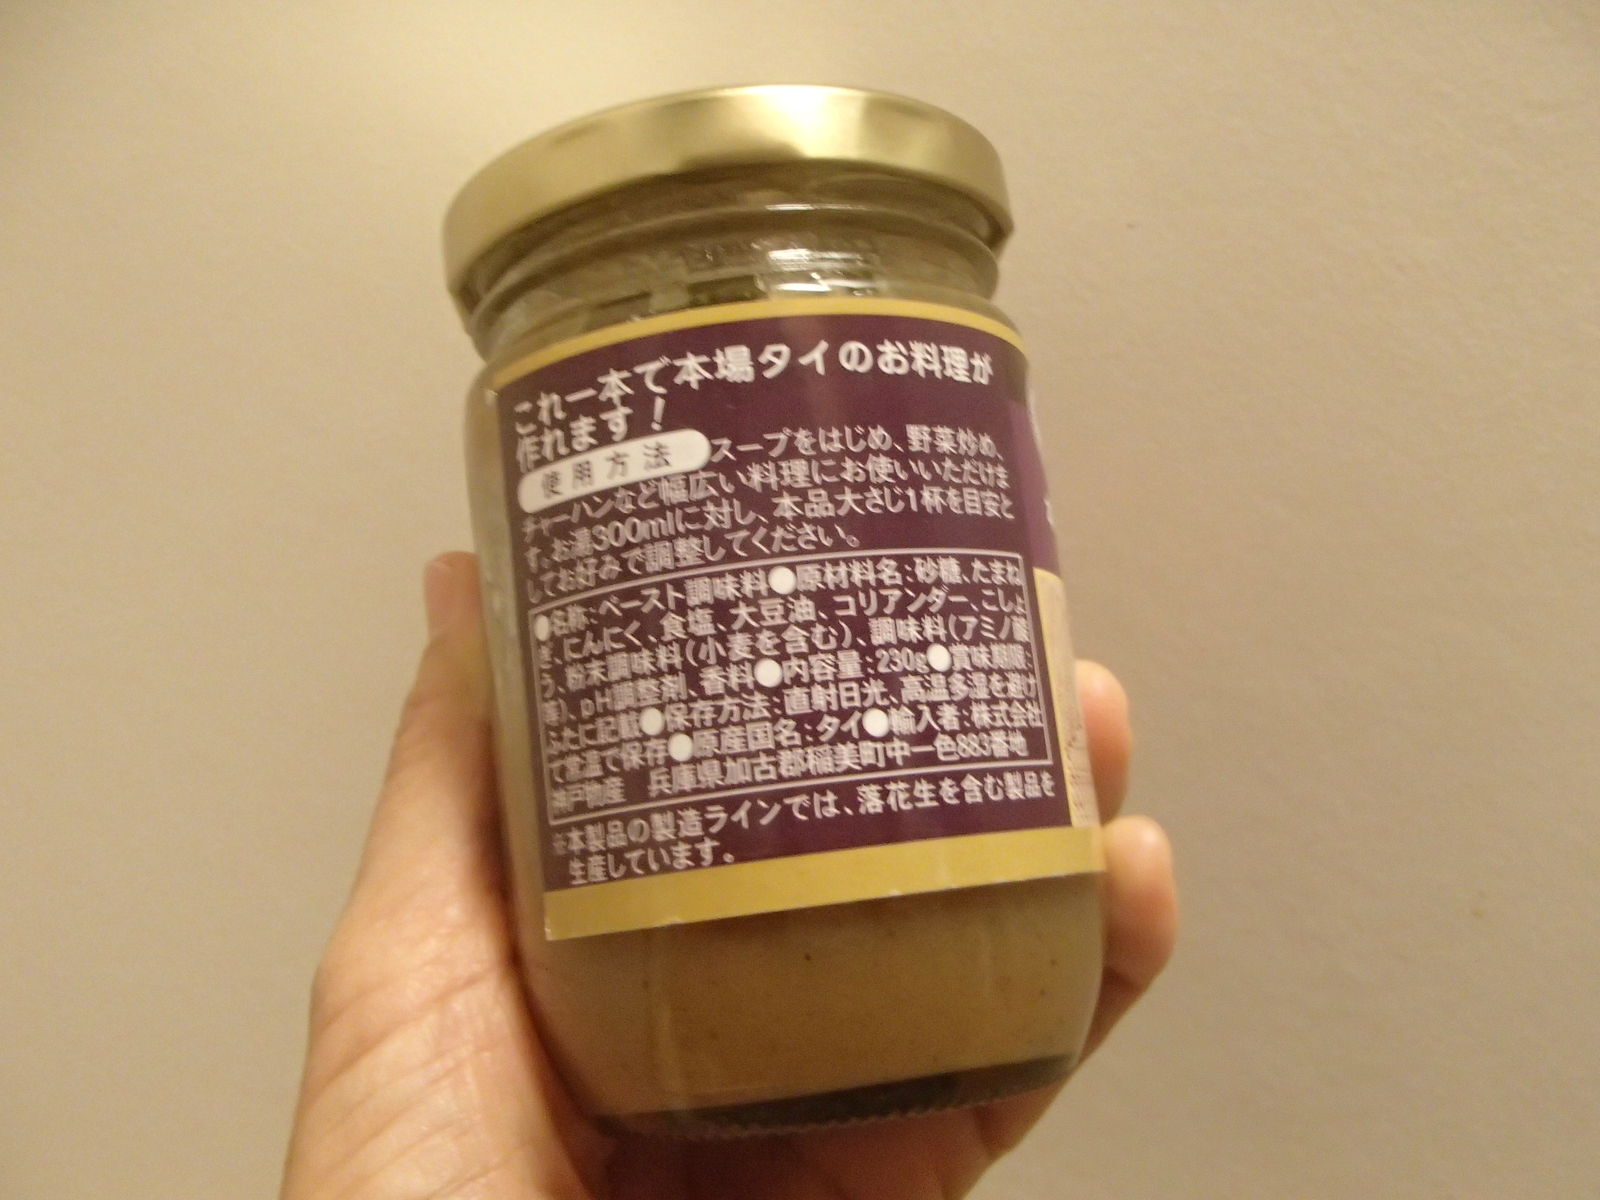 これ一本で本場タイのお料理が
作れます！
使用方法 スープをはじめ、野菜炒め、
チャーハンなど幅広い料理にお使いいただけま
す。お湯300mlに対し、本品大さじ1杯を目安と
してお好みで調整してください。
●名称：ペースト調味料●原材料名：砂糖、たまね
ぎ、にんにく、食塩、大豆油、コリアンダー、こしょ
う、粉末調味料（小麦を含む）、調味料（アミノ酸
等）、pH調整剤、香料●内容量：230g●賞味期限：
ふたに記載●保存方法：直射日光、高温多湿を避け
て常温で保存●原産国名：タイ●輸入者：株式会社
神戸物産 兵庫県加古郡稲美町中一色883番地
※本製品の製造ラインでは、落花生を含む製品を
生産しています。